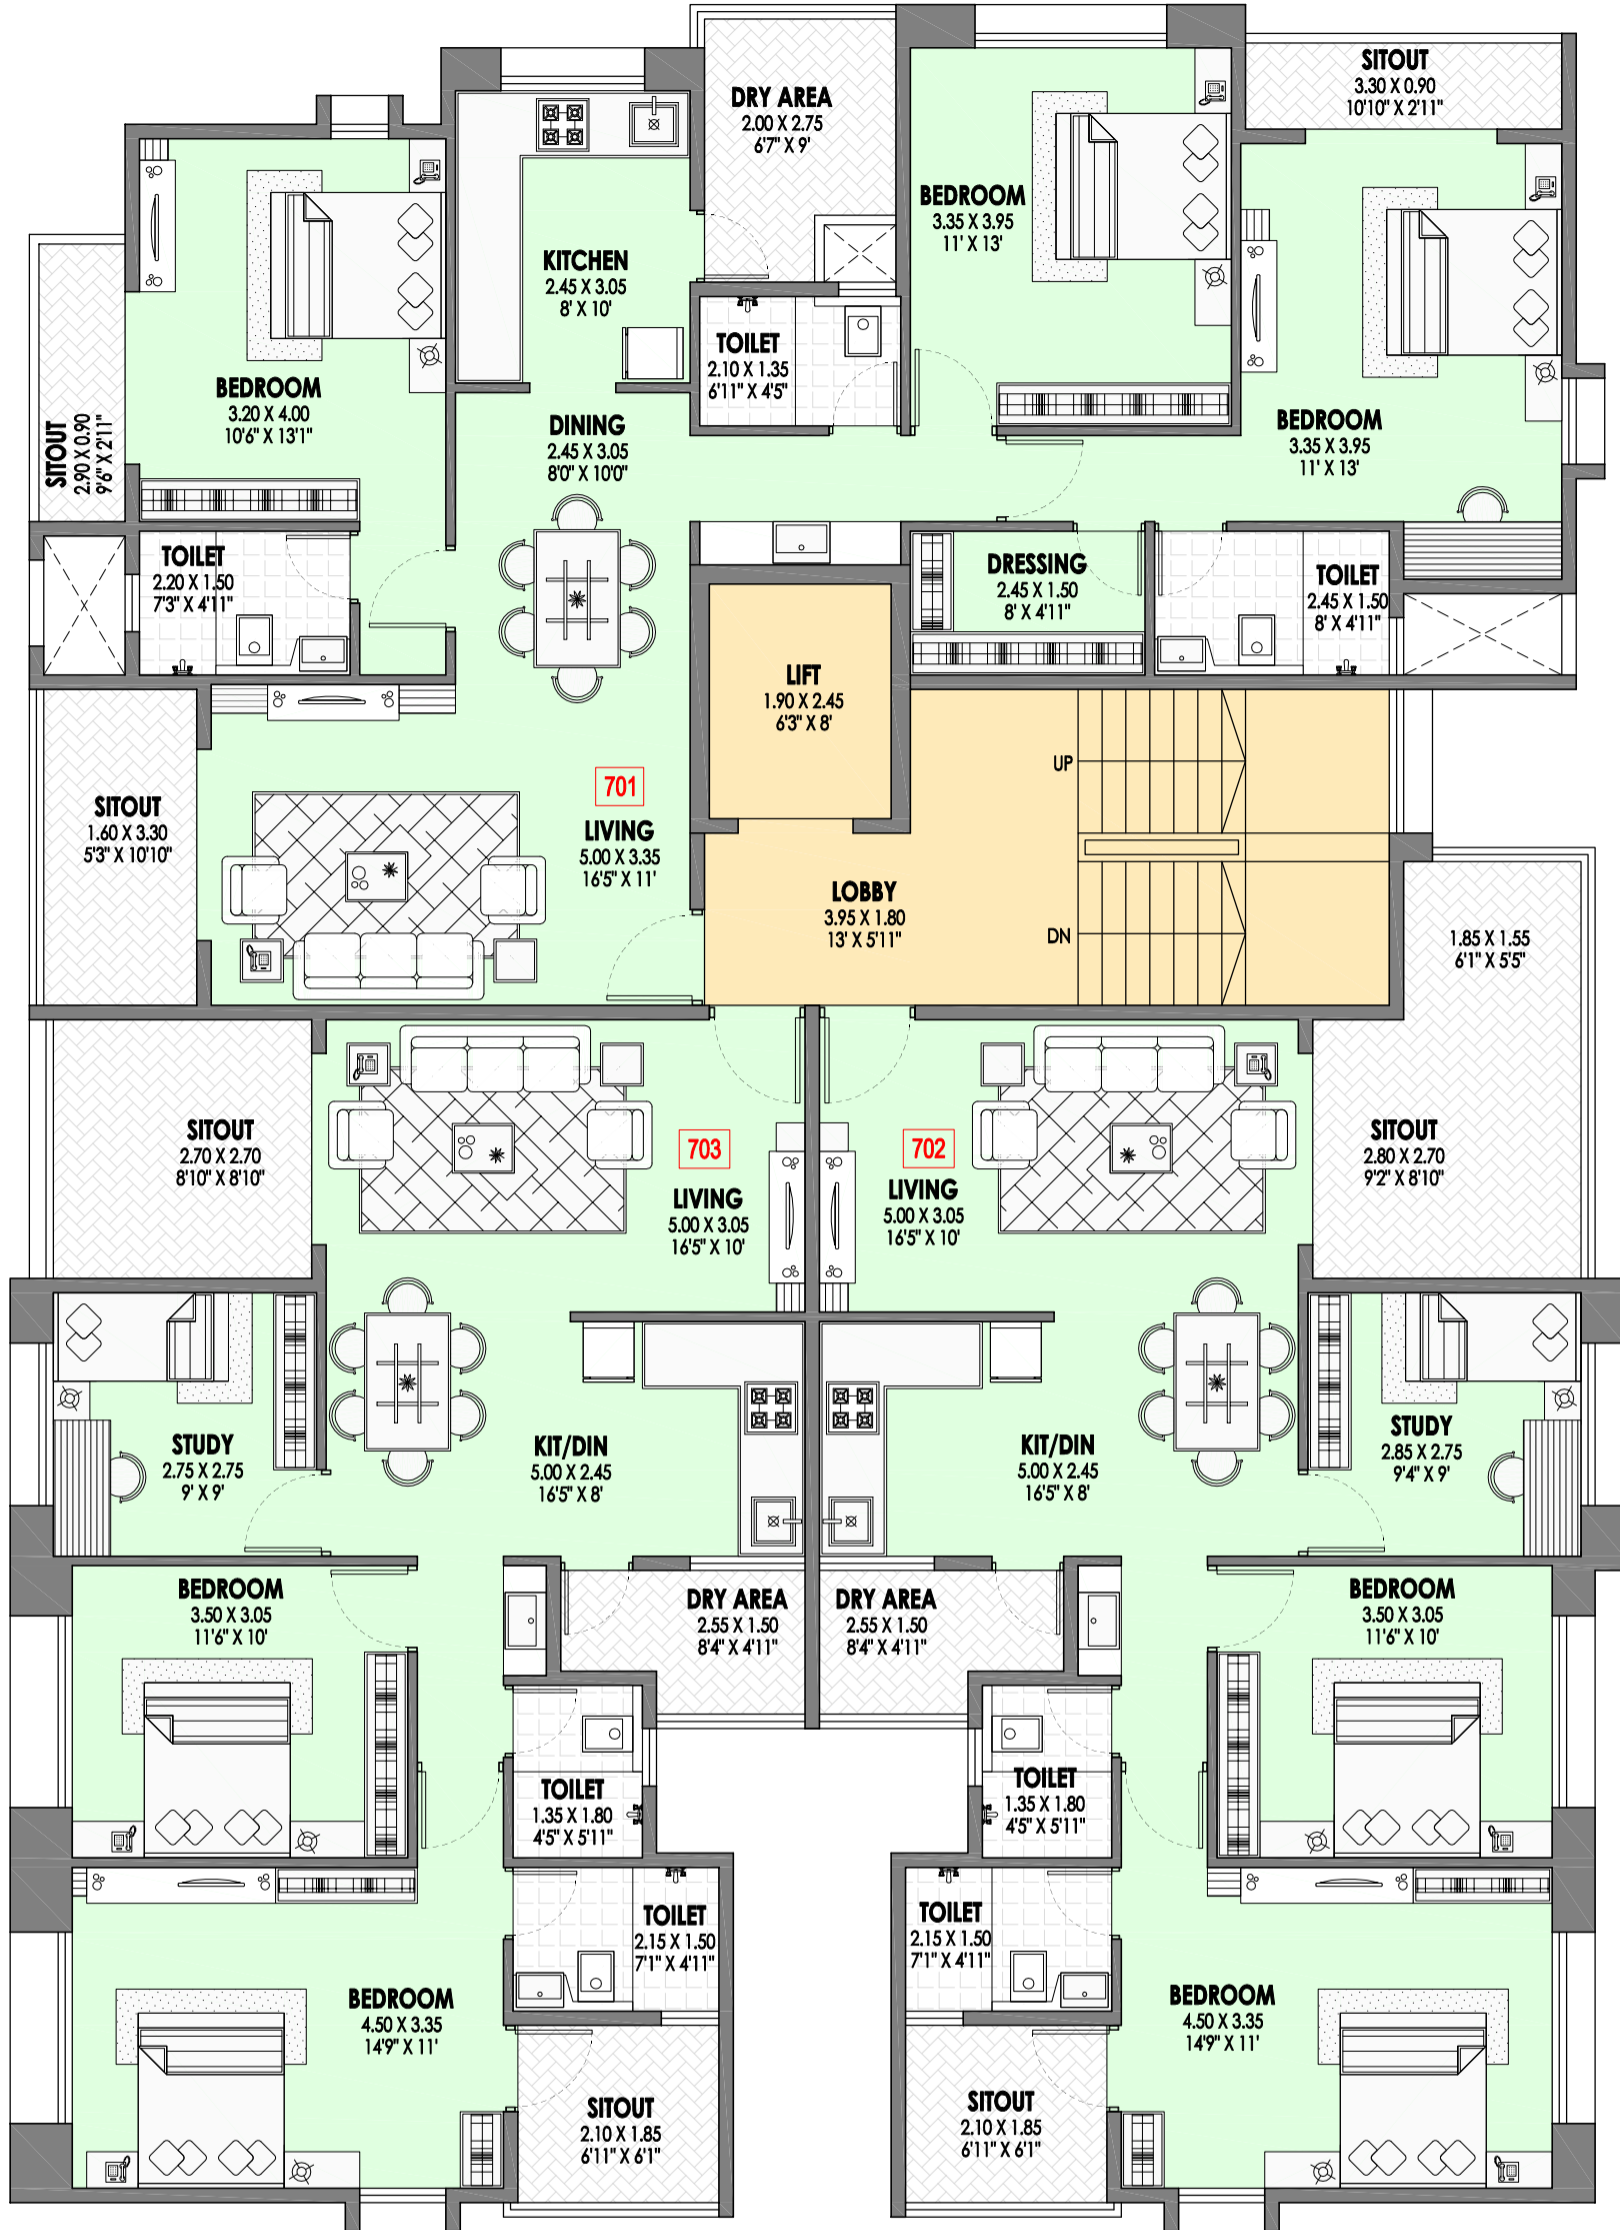 DRY AREA
2.00 X 2.75
6'7" X 9'
SITOUT
3.30 X 0.90
10'10" X 2'11"
BEDROOM
3.35 X 3.95
11' X 13'
KITCHEN
2.45 X 3.05
8' X 10'
TOILET
2.10 X 1.35
6'11" X 4'5"
BEDROOM
3.20 X 4.00
10'6" X 13'1"
SITOUT
2.90 X 0.90
9'6" X 2'11"
DINING
2.45 X 3.05
8'0" X 10'0"
BEDROOM
3.35 X 3.95
11' X 13'
TOILET
2.20 X 1.50
7'3" X 4'11"
DRESSING
2.45 X 1.50
8' X 4'11"
TOILET
2.45 X 1.50
8' X 4'11"
LIFT
1.90 X 2.45
6'3" X 8'
UP
701
SITOUT
1.60 X 3.30
5'3" X 10'10"
LIVING
5.00 X 3.35
16'5" X 11'
LOBBY
3.95 X 1.80
13' X 5'11"
DN
1.85 X 1.55
6'1" X 5'5"
SITOUT
2.70 X 2.70
8'10" X 8'10"
703
LIVING
5.00 X 3.05
16'5" X 10'
702
LIVING
5.00 X 3.05
16'5" X 10'
SITOUT
2.80 X 2.70
9'2" X 8'10"
STUDY
2.75 X 2.75
9' X 9'
KIT/DIN
5.00 X 2.45
16'5" X 8'
KIT/DIN
5.00 X 2.45
16'5" X 8'
STUDY
2.85 X 2.75
9'4" X 9'
BEDROOM
3.50 X 3.05
11'6" X 10'
DRY AREA
2.55 X 1.50
8'4" X 4'11"
DRY AREA
2.55 X 1.50
8'4" X 4'11"
BEDROOM
3.50 X 3.05
11'6" X 10'
TOILET
1.35 X 1.80
4'5" X 5'11"
TOILET
1.35 X 1.80
4'5" X 5'11"
TOILET
2.15 X 1.50
7'1" X 4'11"
TOILET
2.15 X 1.50
7'1" X 4'11"
BEDROOM
4.50 X 3.35
14'9" X 11'
BEDROOM
4.50 X 3.35
14'9" X 11'
SITOUT
2.10 X 1.85
6'11" X 6'1"
SITOUT
2.10 X 1.85
6'11" X 6'1"